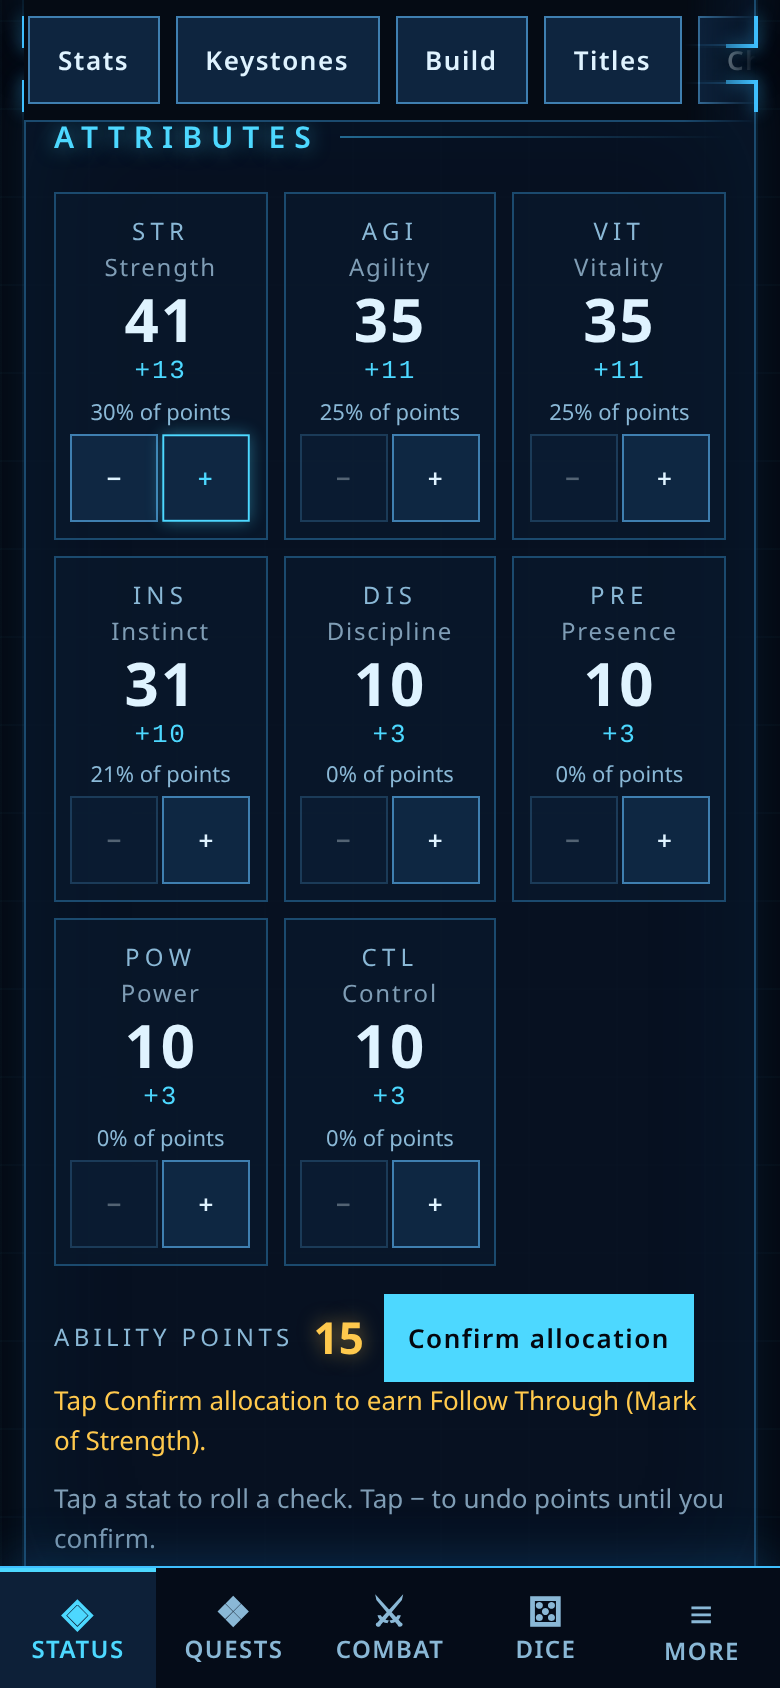 Stats Keystones Build Titles
ATTRIBUTES
STR AGI VIT
Strength Agility Vitality
41 35 35
+13 +11 +11
30% of points 25% of points 25% of points
− + − + − +
INS DIS PRE
Instinct Discipline Presence
31 10 10
+10 +3 +3
21% of points 0% of points 0% of points
− + − + − +
POW CTL
Power Control
10 10
+3 +3
0% of points 0% of points
− + − +
ABILITY POINTS 15 Confirm allocation
Tap Confirm allocation to earn Follow Through (Mark
of Strength).
Tap a stat to roll a check. Tap − to undo points until you
confirm.
STATUS QUESTS COMBAT DICE MORE